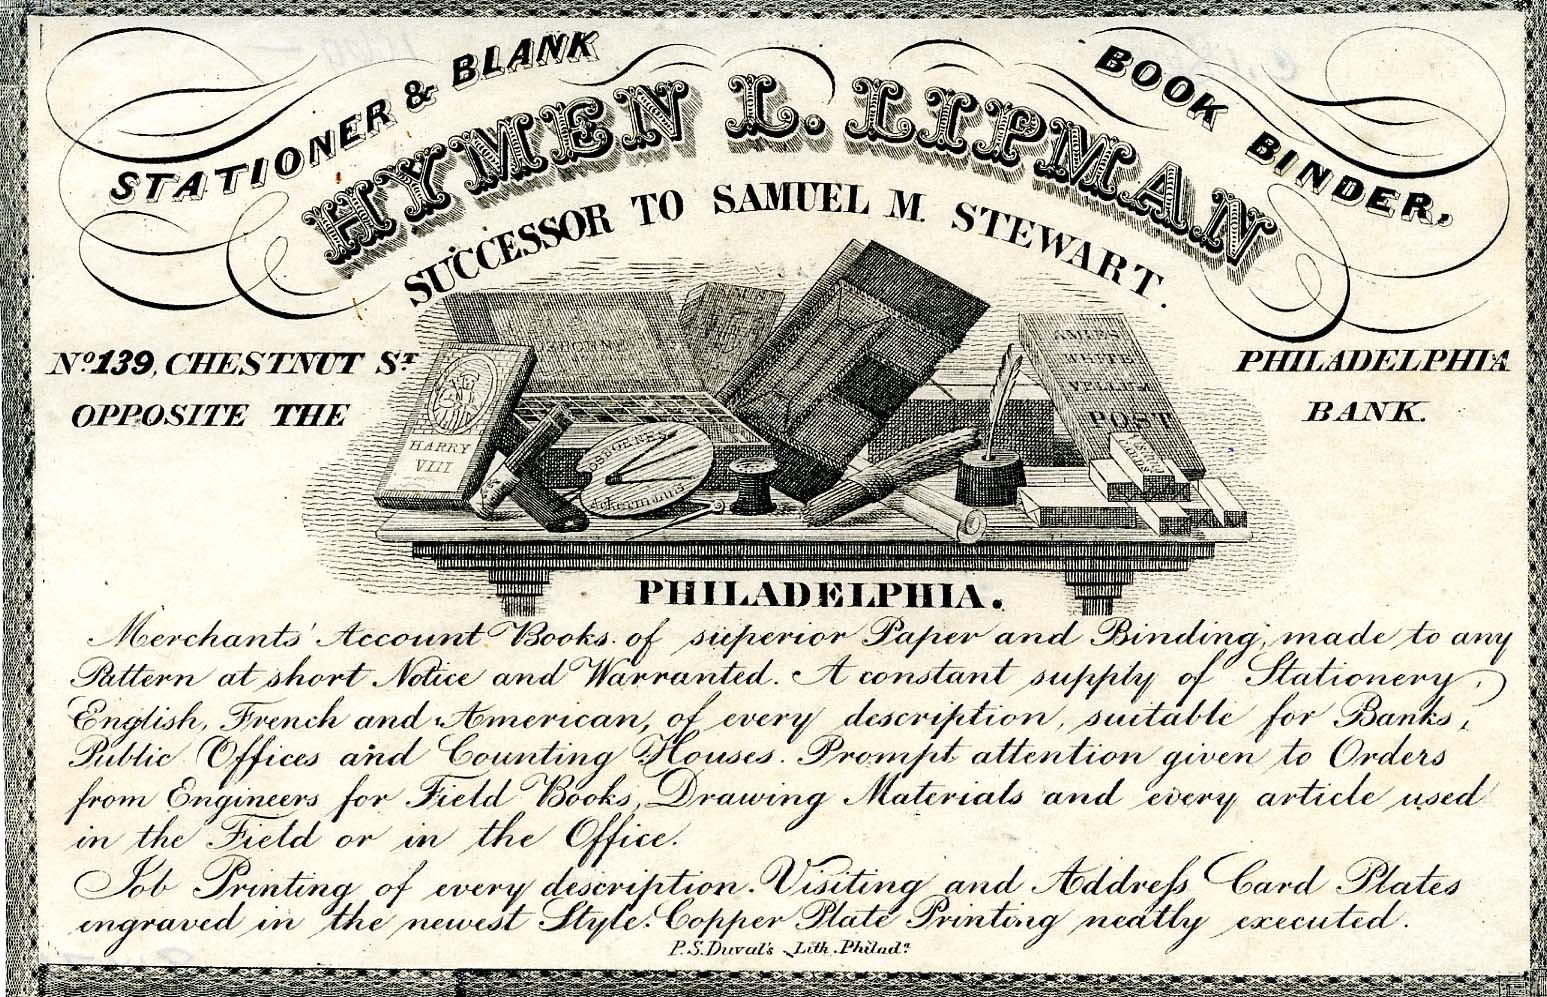 STATIONER & BLANK BOOK BINDER,
HYMEN L. LIPMAN
SUCCESSOR TO SAMUEL M. STEWART.
No. 139, CHESTNUT ST. PHILADELPHIA
OPPOSITE THE BANK.
HARRY
VIII
OSBORNE'S
Ackermans
AMIES
WOVE
VELLUM
POST
PHILADELPHIA.
Merchants' Account Books of superior Paper and Binding, made to any
Pattern at short Notice and Warranted. A constant supply of Stationery,
English, French and American, of every description, suitable for Banks,
Public Offices and Counting Houses. Prompt attention given to Orders
from Engineers for Field Books, Drawing Materials and every article used
in the Field or in the Office.
Job Printing of every description. Visiting and Addreſs Card Plates
engraved in the newest Style. Copper Plate Printing neatly executed.
P.S. Duval's Lith. Philada.